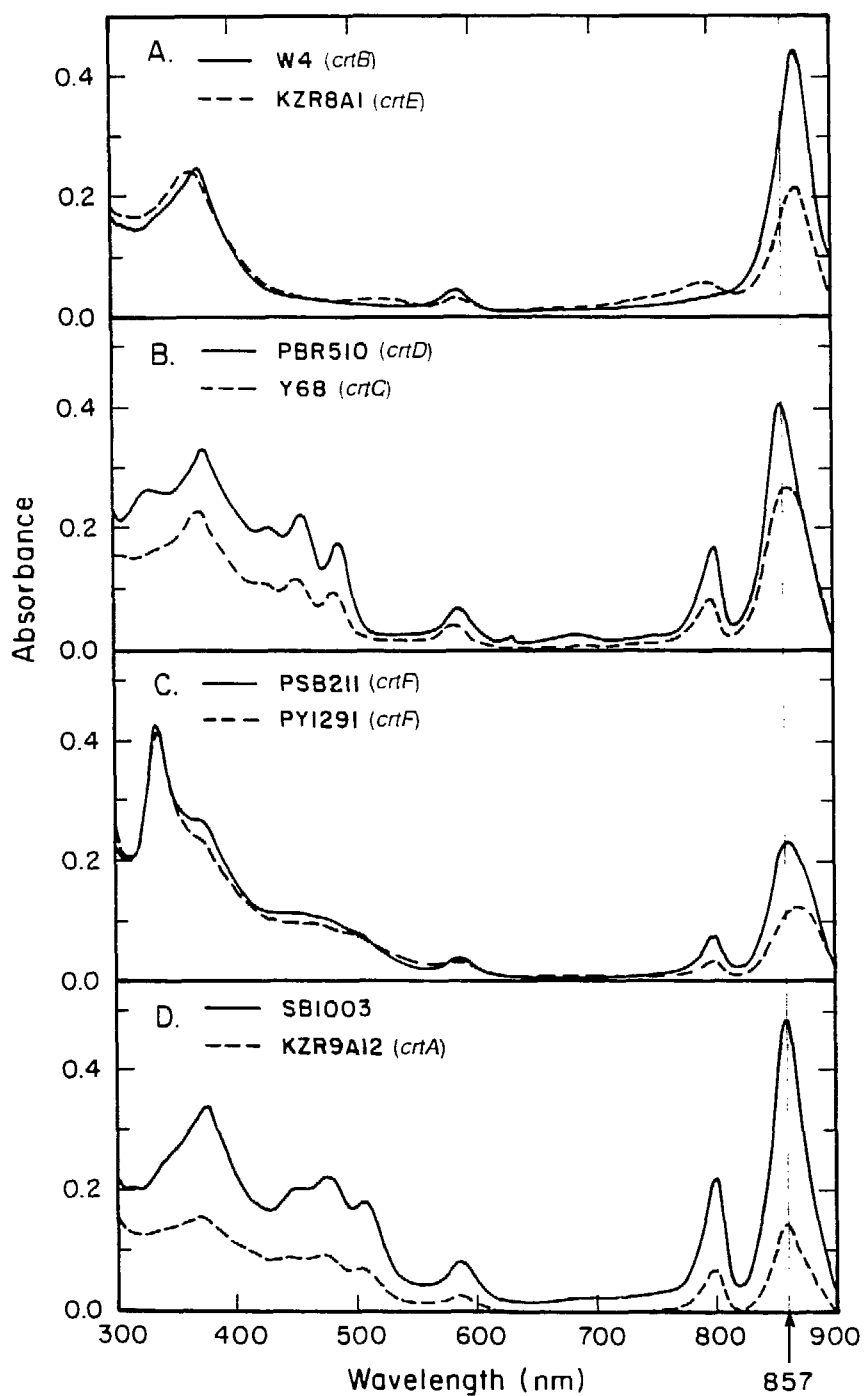 A. W4 (crtB)
KZR8A1 (crtE)
0.4
0.2
0.0
B. PBR510 (crtD)
Y68 (crtC)
0.4
0.2
0.0
Absorbance
C. PSB211 (crtF)
PY1291 (crtF)
0.4
0.2
0.0
D. SB1003
KZR9A12 (crtA)
0.4
0.2
0.0
300 400 500 600 700 800 900
Wavelength (nm) 857